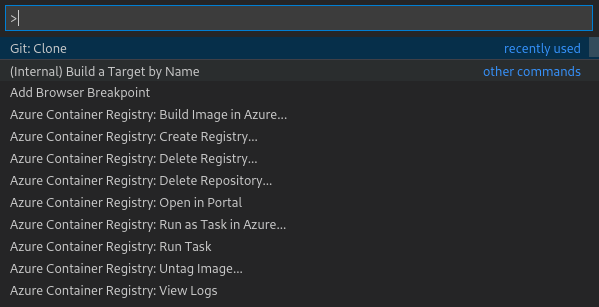 >
Git: Clone recently used
(Internal) Build a Target by Name other commands
Add Browser Breakpoint
Azure Container Registry: Build Image in Azure...
Azure Container Registry: Create Registry...
Azure Container Registry: Delete Registry...
Azure Container Registry: Delete Repository...
Azure Container Registry: Open in Portal
Azure Container Registry: Run as Task in Azure...
Azure Container Registry: Run Task
Azure Container Registry: Untag Image...
Azure Container Registry: View Logs